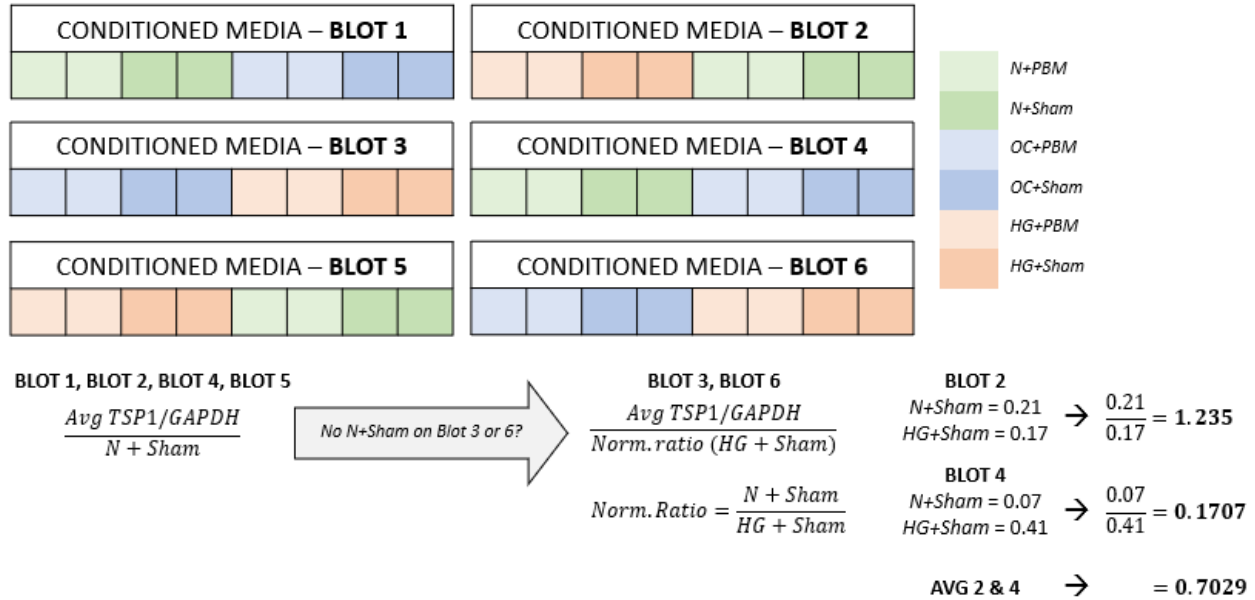 CONDITIONED MEDIA – BLOT 1
CONDITIONED MEDIA – BLOT 2
N+PBM
N+Sham
CONDITIONED MEDIA – BLOT 3
CONDITIONED MEDIA – BLOT 4
OC+PBM
OC+Sham
HG+PBM
CONDITIONED MEDIA – BLOT 5
CONDITIONED MEDIA – BLOT 6
HG+Sham
BLOT 1, BLOT 2, BLOT 4, BLOT 5
Avg TSP1/GAPDH
N + Sham
No N+Sham on Blot 3 or 6?
BLOT 3, BLOT 6
Avg TSP1/GAPDH
Norm.ratio (HG + Sham)
Norm.Ratio = N + Sham
HG + Sham
BLOT 2
N+Sham = 0.21
HG+Sham = 0.17
→ 0.21
0.17
= 1.235
BLOT 4
N+Sham = 0.07
HG+Sham = 0.41
→ 0.07
0.41
= 0.1707
AVG 2 & 4 → = 0.7029